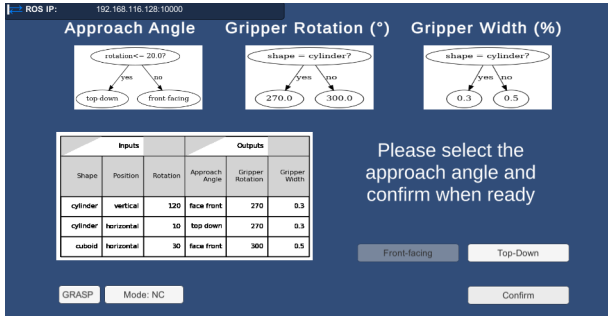 ROS IP: 192.168.116.128:10000
Approach Angle Gripper Rotation (°) Gripper Width (%)
rotation<= 20.0?
yes no
top-down front-facing
shape = cylinder?
yes no
270.0 300.0
shape = cylinder?
yes no
0.3 0.5
Inputs Outputs
Shape Position Rotation Approach Angle Gripper Rotation Gripper Width
cylinder vertical 120 face front 270 0.3
cylinder horizontal 10 top down 270 0.3
cuboid horizontal 30 face front 300 0.5
Please select the
approach angle and
confirm when ready
Front-facing Top-Down
GRASP Mode: NC Confirm